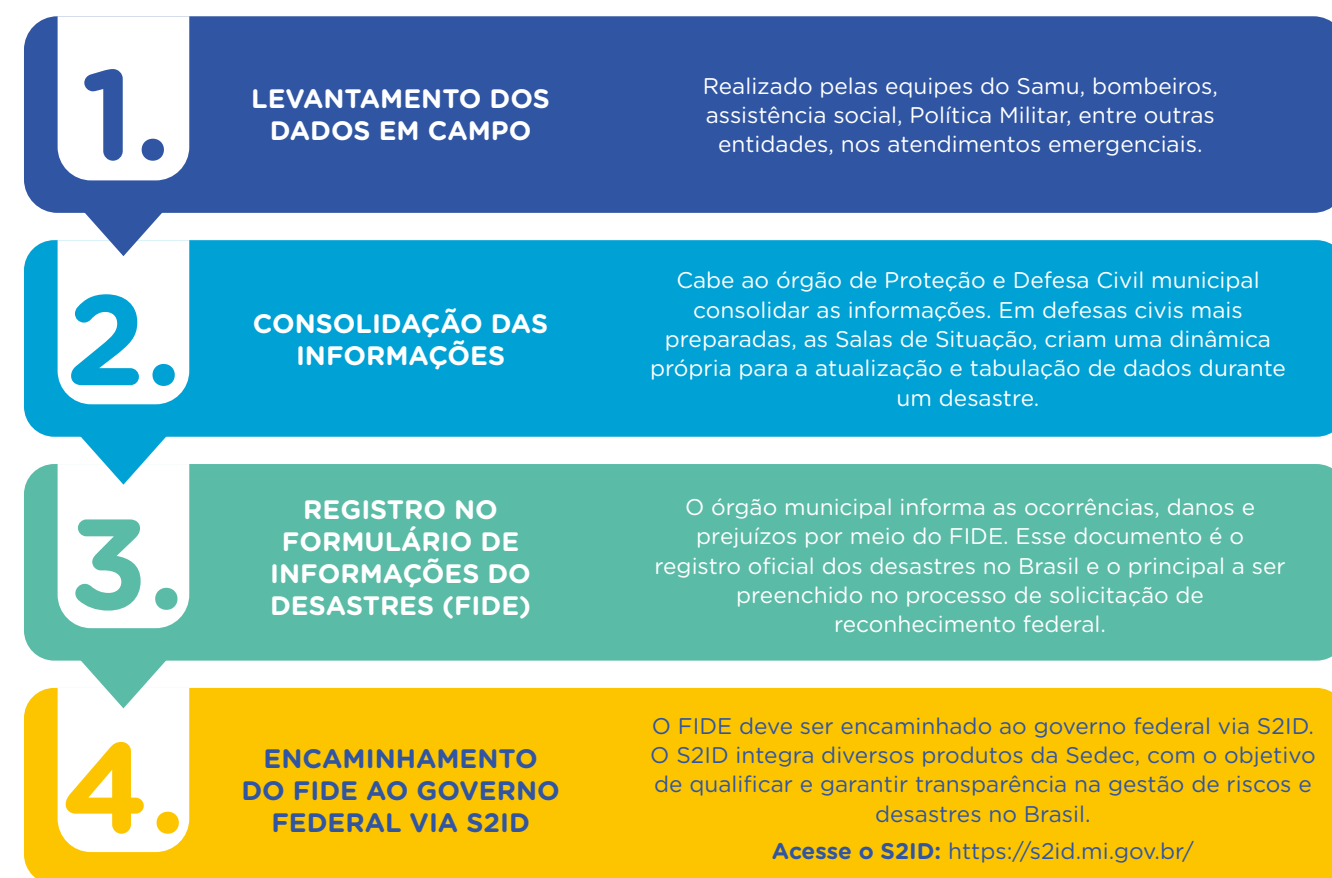 1.
LEVANTAMENTO DOS
DADOS EM CAMPO
Realizado pelas equipes do Samu, bombeiros,
assistência social, Política Militar, entre outras
entidades, nos atendimentos emergenciais.
2.
CONSOLIDAÇÃO DAS
INFORMAÇÕES
Cabe ao órgão de Proteção e Defesa Civil municipal
consolidar as informações. Em defesas civis mais
preparadas, as Salas de Situação, criam uma dinâmica
própria para a atualização e tabulação de dados durante
um desastre.
3.
REGISTRO NO
FORMULÁRIO DE
INFORMAÇÕES DO
DESASTRES (FIDE)
O órgão municipal informa as ocorrências, danos e
prejuízos por meio do FIDE. Esse documento é o
registro oficial dos desastres no Brasil e o principal a ser
preenchido no processo de solicitação de
reconhecimento federal.
4.
ENCAMINHAMENTO
DO FIDE AO GOVERNO
FEDERAL VIA S2ID
O FIDE deve ser encaminhado ao governo federal via S2ID.
O S2ID integra diversos produtos da Sedec, com o objetivo
de qualificar e garantir transparência na gestão de riscos e
desastres no Brasil.
Acesse o S2ID: https://s2id.mi.gov.br/